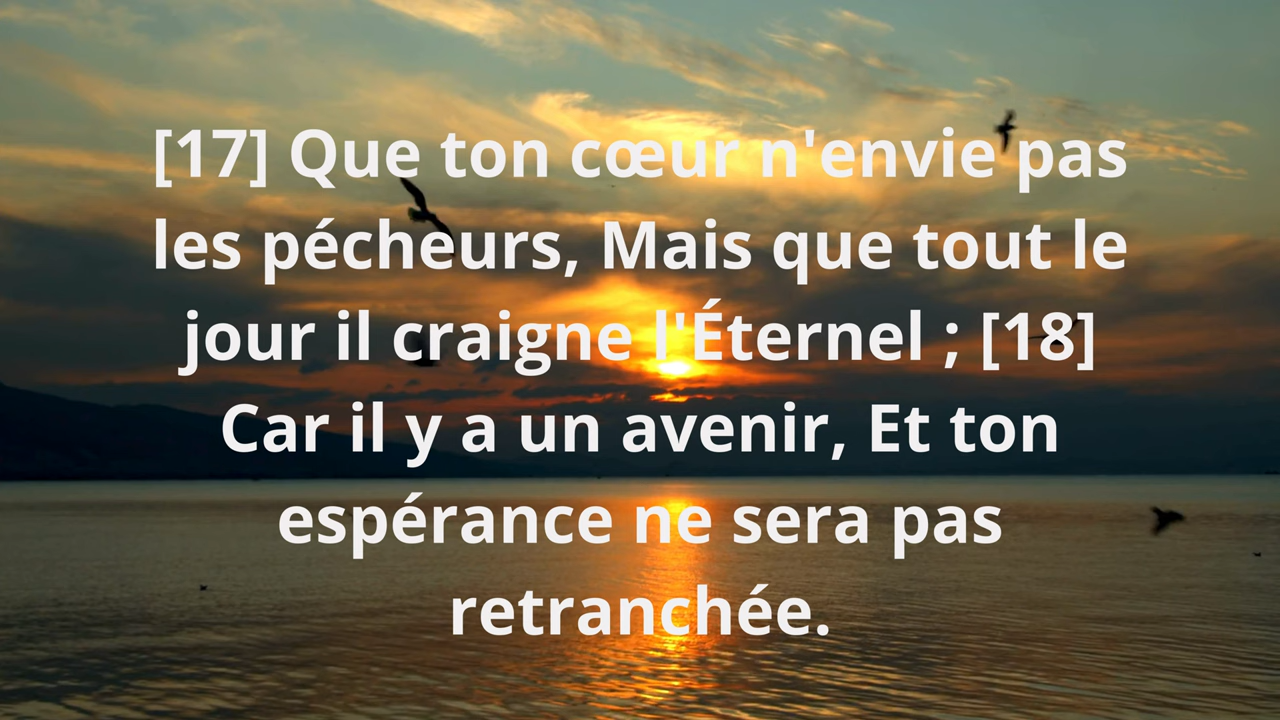 [17] Que ton cœur n'envie pas
les pécheurs, Mais que tout le
jour il craigne l'Éternel ; [18]
Car il y a un avenir, Et ton
espérance ne sera pas
retranchée.